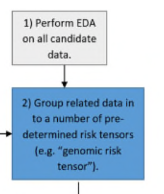 1) Perform EDA
on all candidate
data.
2) Group related data in
to a number of pre-
determined risk tensors
(e.g. “genomic risk
tensor”).